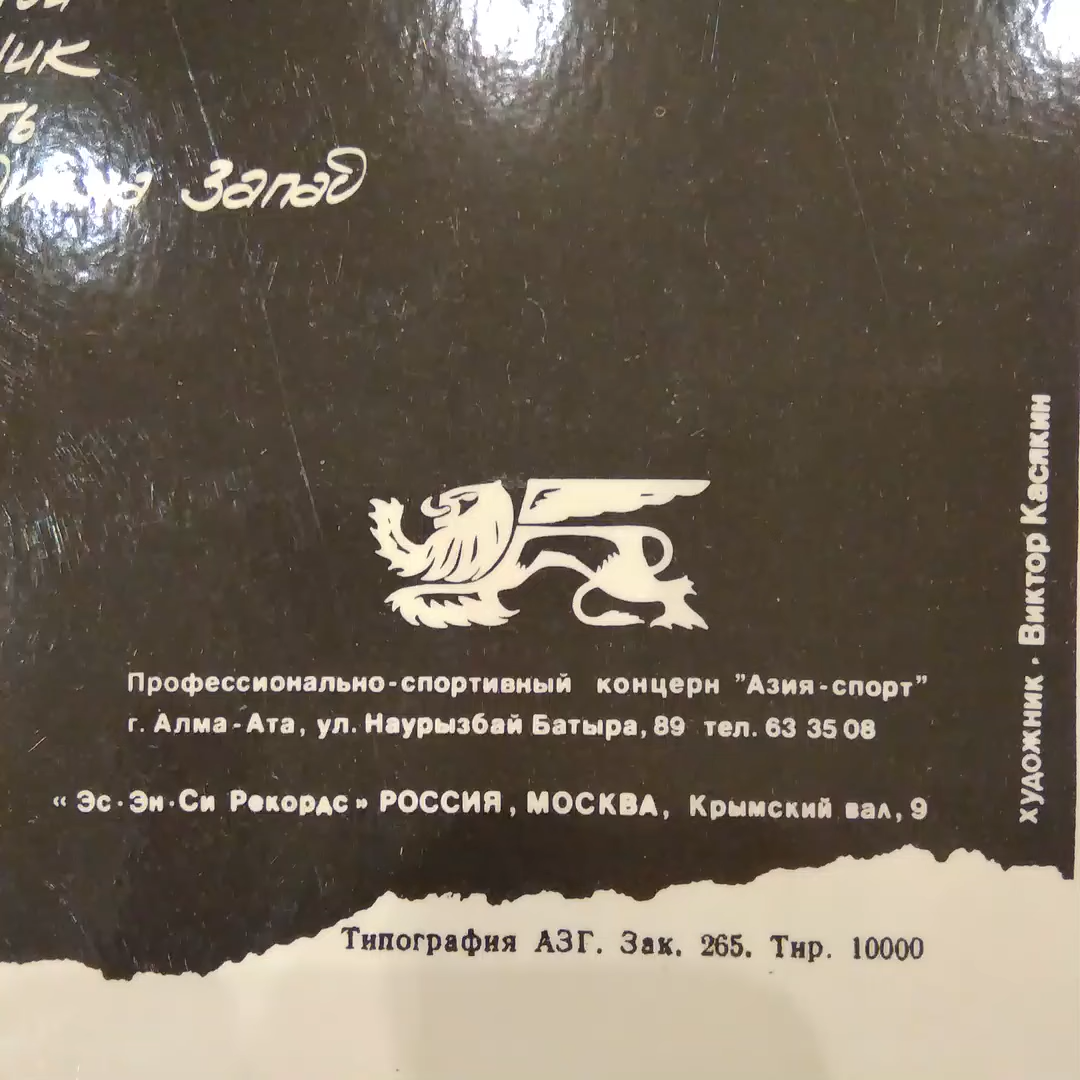 Запад
Профессионально-спортивный концерн "Азия-спорт"
г. Алма-Ата, ул. Наурызбай Батыра, 89 тел. 63 35 08
« Эс·Эн·Си Рекордс» РОССИЯ, МОСКВА, Крымский вал, 9
Типография АЗГ. Зак. 265. Тир. 10000
художник · Виктор Касякин